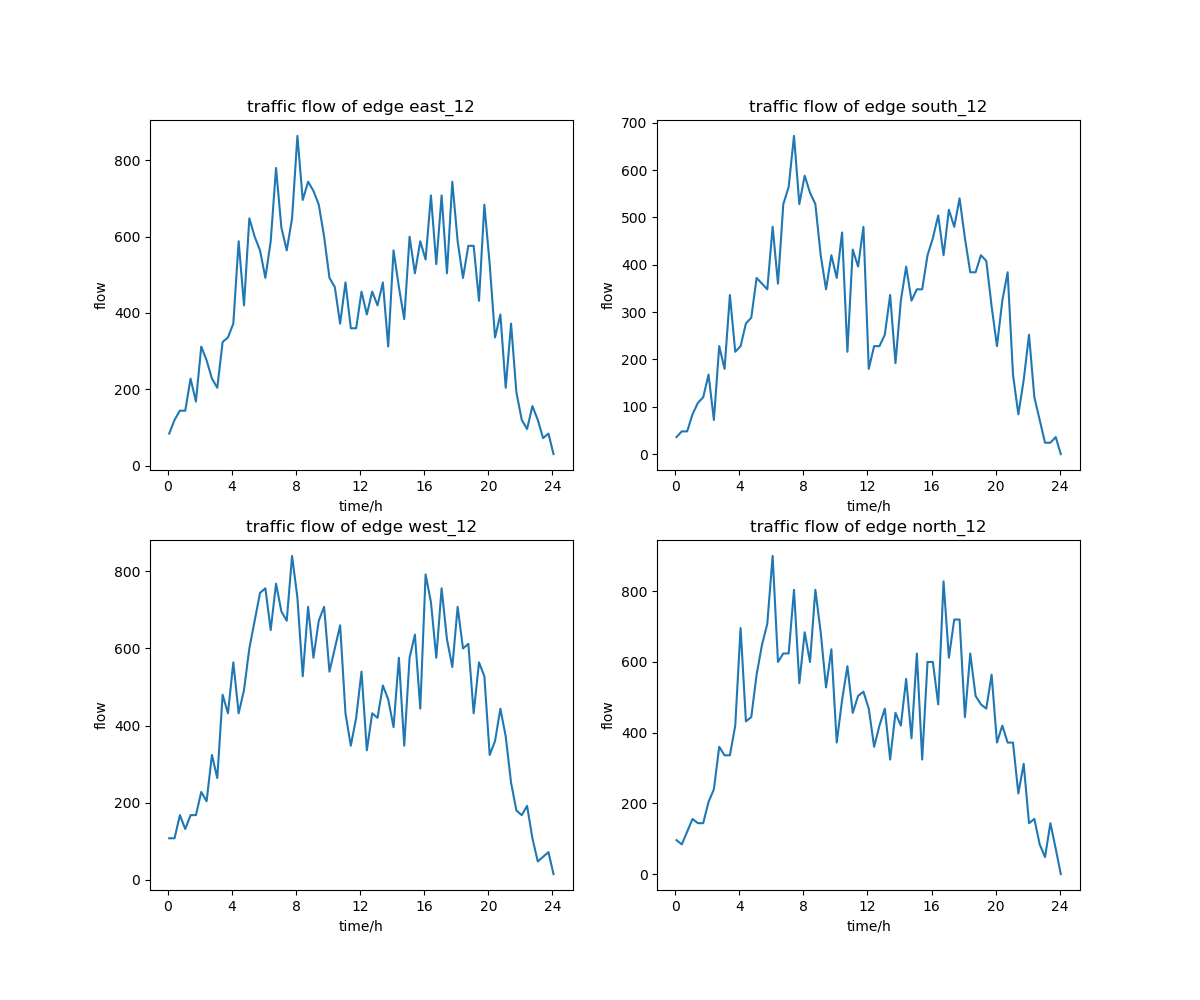 traffic flow of edge east_12
800
600
400
200
0
flow
0 4 8 12 16 20 24
time/h
traffic flow of edge south_12
700
600
500
400
300
200
100
0
flow
0 4 8 12 16 20 24
time/h
traffic flow of edge west_12
800
600
400
200
0
flow
0 4 8 12 16 20 24
time/h
traffic flow of edge north_12
800
600
400
200
0
flow
0 4 8 12 16 20 24
time/h